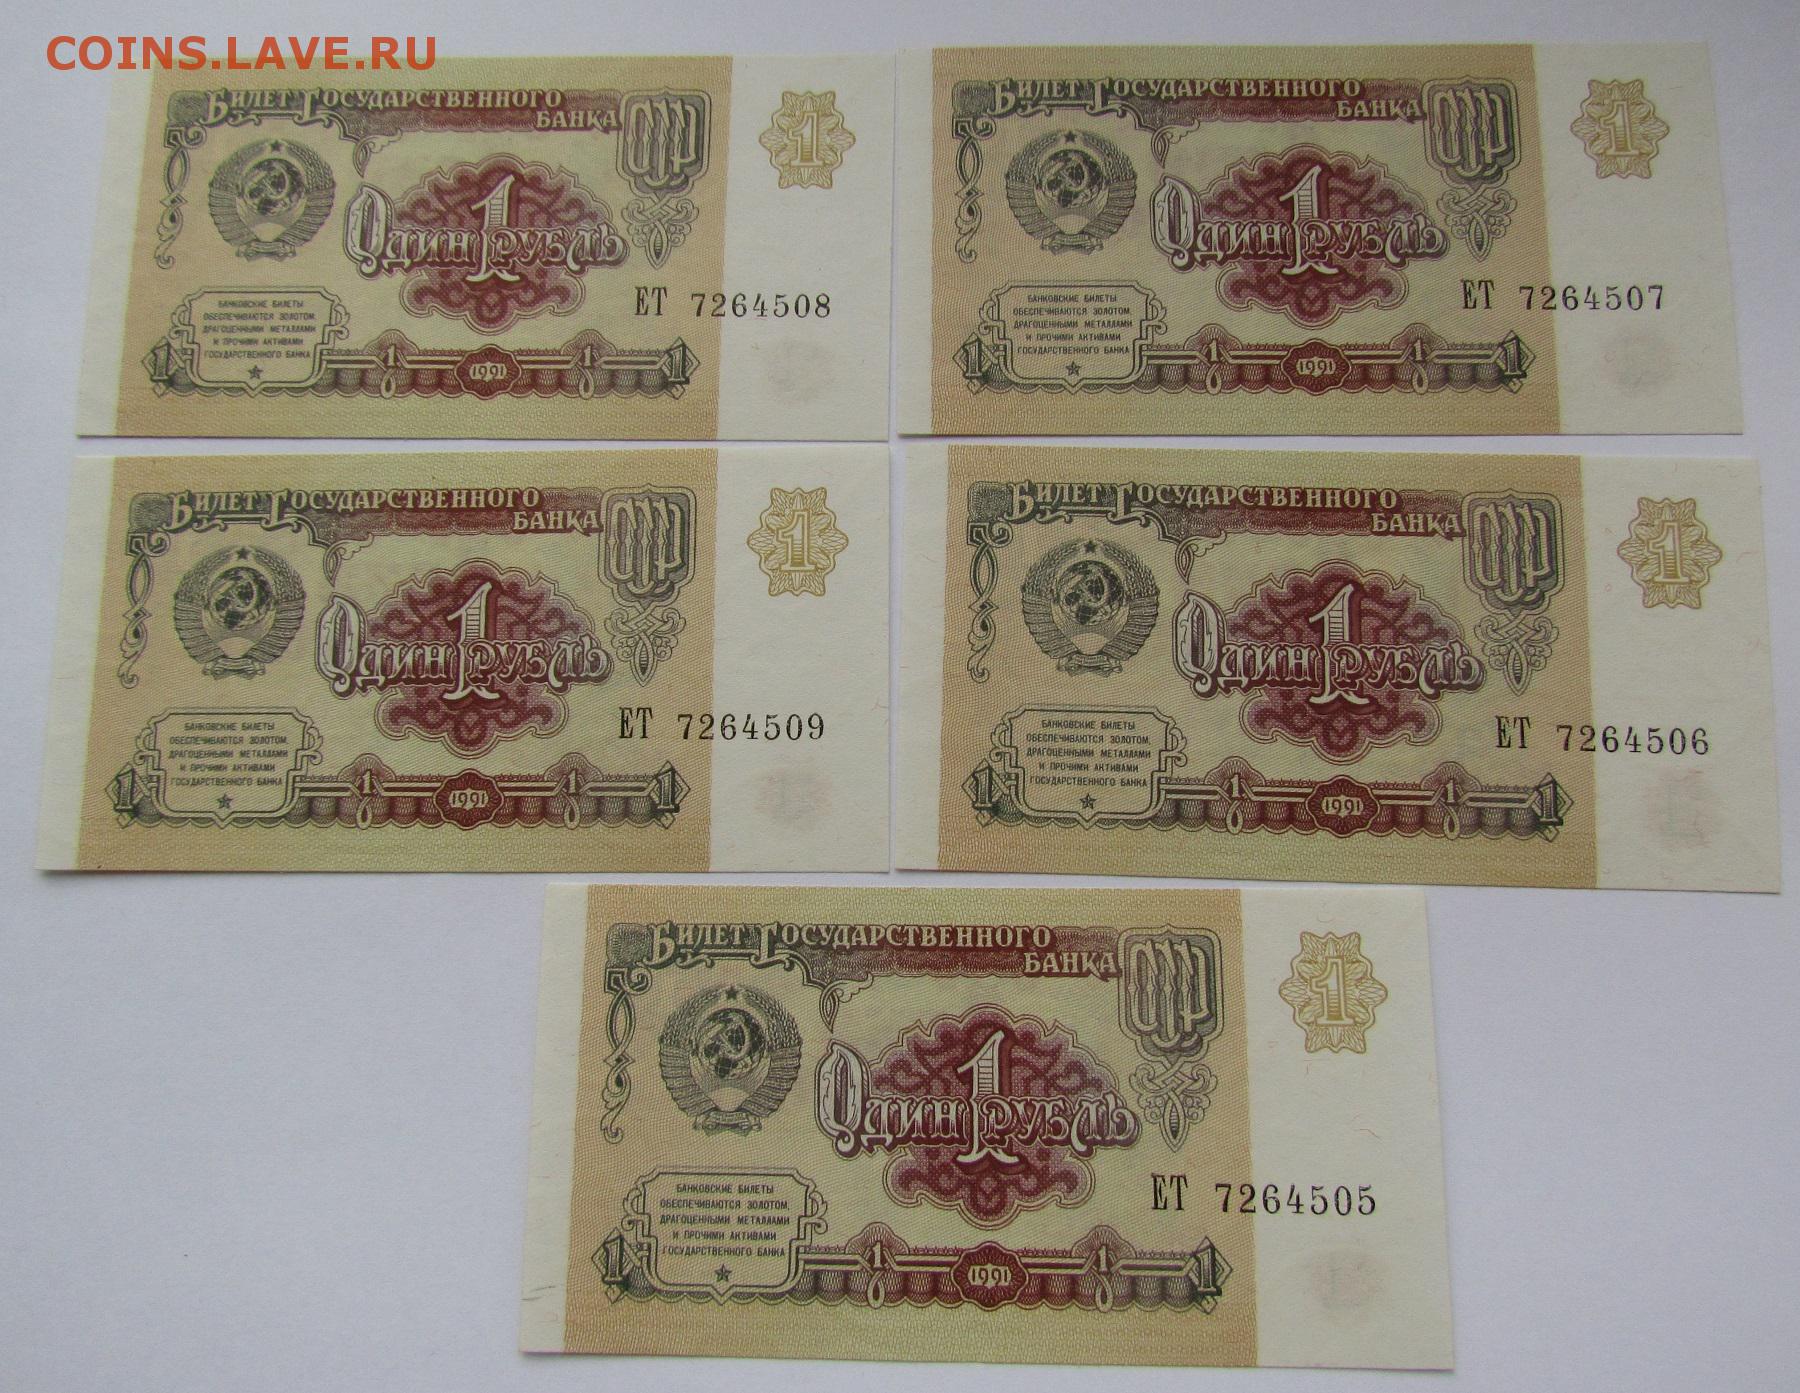 COINS.LAVE.RU
БИЛЕТ ГОСУДАРСТВЕННОГО
БАНКА
СССР
1
ОДИН 1 РУБЛЬ
ЕТ 7264508
БАНКОВСКИЕ БИЛЕТЫ
ОБЕСПЕЧИВАЮТСЯ ЗОЛОТОМ,
ДРАГОЦЕННЫМИ МЕТАЛЛАМИ
И ПРОЧИМИ АКТИВАМИ
ГОСУДАРСТВЕННОГО БАНКА
1 1 1991 1 1
БИЛЕТ ГОСУДАРСТВЕННОГО
БАНКА
СССР
1
ОДИН 1 РУБЛЬ
ЕТ 7264507
БАНКОВСКИЕ БИЛЕТЫ
ОБЕСПЕЧИВАЮТСЯ ЗОЛОТОМ,
ДРАГОЦЕННЫМИ МЕТАЛЛАМИ
И ПРОЧИМИ АКТИВАМИ
ГОСУДАРСТВЕННОГО БАНКА
1 1 1991 1 1
БИЛЕТ ГОСУДАРСТВЕННОГО
БАНКА
СССР
1
ОДИН 1 РУБЛЬ
ЕТ 7264509
БАНКОВСКИЕ БИЛЕТЫ
ОБЕСПЕЧИВАЮТСЯ ЗОЛОТОМ,
ДРАГОЦЕННЫМИ МЕТАЛЛАМИ
И ПРОЧИМИ АКТИВАМИ
ГОСУДАРСТВЕННОГО БАНКА
1 1 1991 1 1
БИЛЕТ ГОСУДАРСТВЕННОГО
БАНКА
СССР
1
ОДИН 1 РУБЛЬ
ЕТ 7264506
БАНКОВСКИЕ БИЛЕТЫ
ОБЕСПЕЧИВАЮТСЯ ЗОЛОТОМ,
ДРАГОЦЕННЫМИ МЕТАЛЛАМИ
И ПРОЧИМИ АКТИВАМИ
ГОСУДАРСТВЕННОГО БАНКА
1 1 1991 1 1
БИЛЕТ ГОСУДАРСТВЕННОГО
БАНКА
СССР
1
ОДИН 1 РУБЛЬ
ЕТ 7264505
БАНКОВСКИЕ БИЛЕТЫ
ОБЕСПЕЧИВАЮТСЯ ЗОЛОТОМ,
ДРАГОЦЕННЫМИ МЕТАЛЛАМИ
И ПРОЧИМИ АКТИВАМИ
ГОСУДАРСТВЕННОГО БАНКА
1 1 1991 1 1